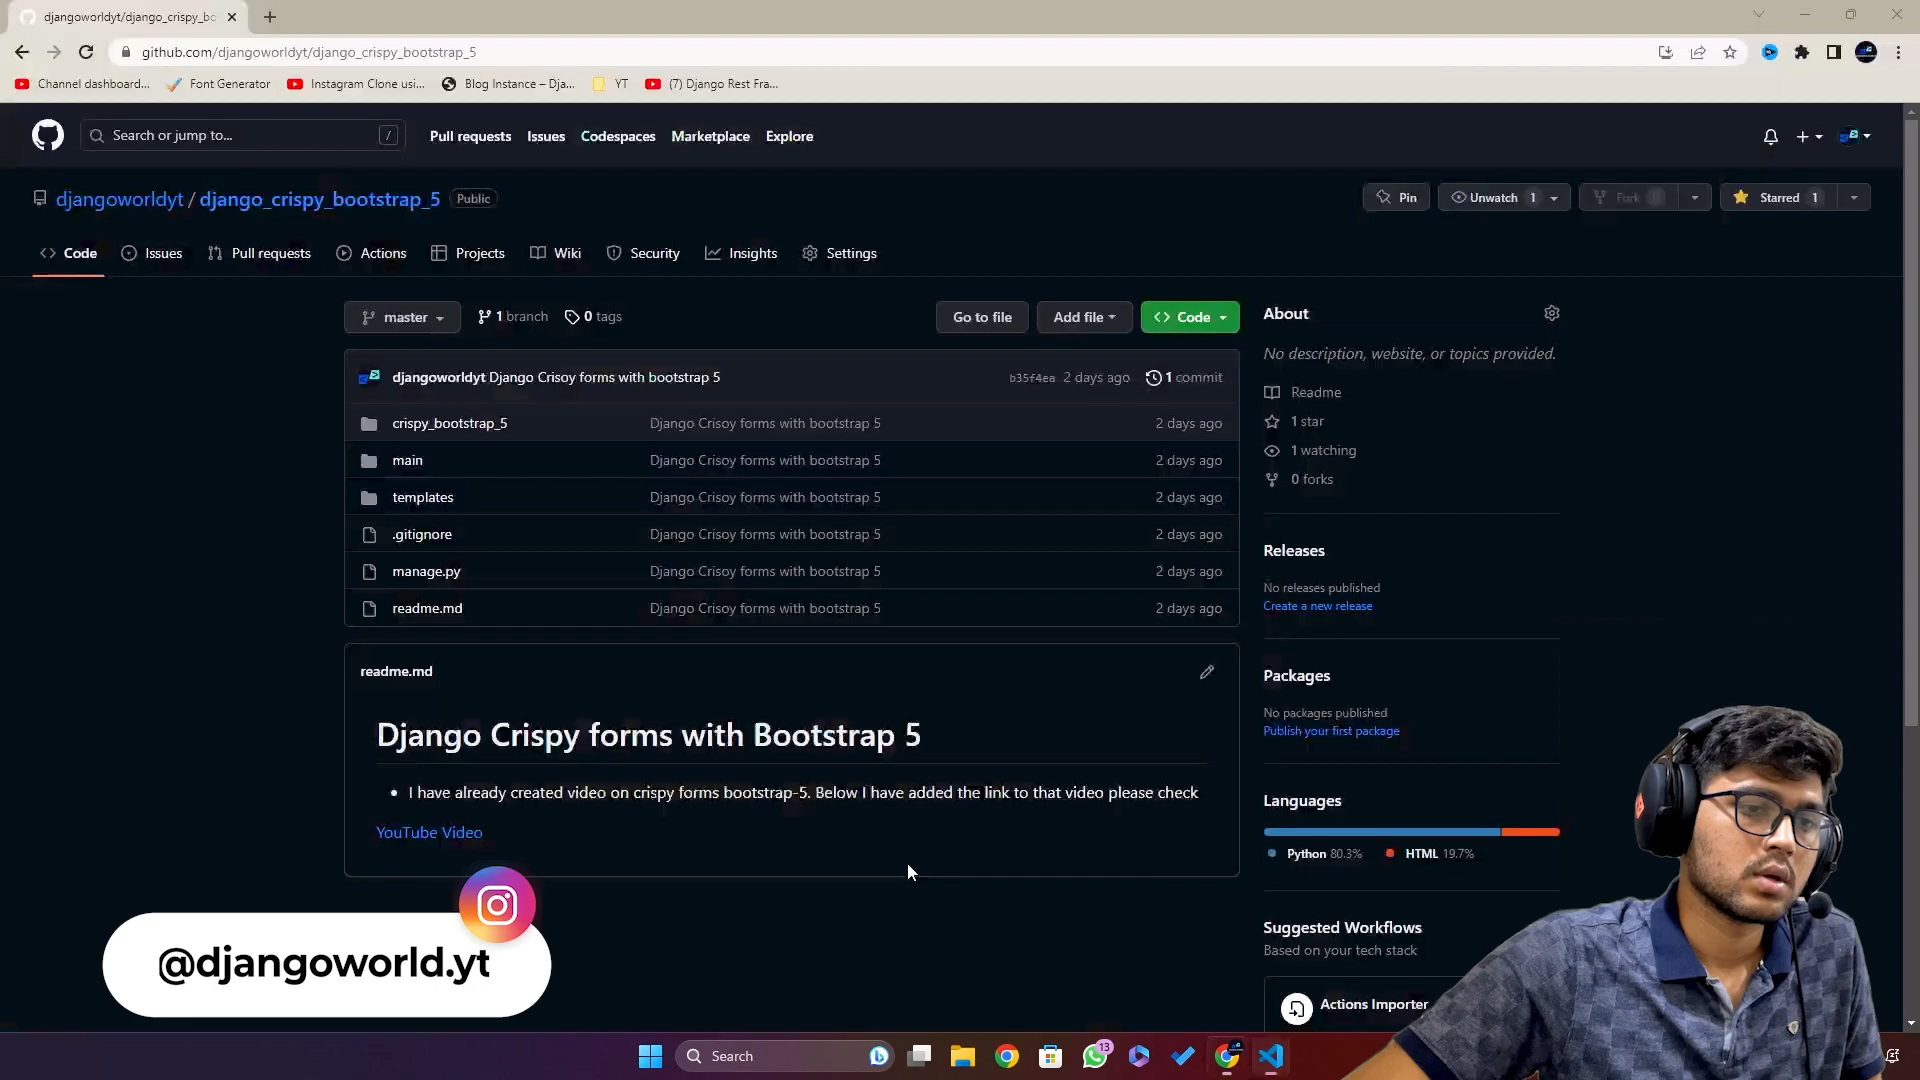 djangoworldyt/django_crispy_bo
github.com/djangoworldyt/django_crispy_bootstrap_5
Channel dashboard...
Font Generator
Instagram Clone usi...
Blog Instance – Dja...
YT
(7) Django Rest Fra...
Search or jump to...
/
Pull requests
Issues
Codespaces
Marketplace
Explore
djangoworldyt / django_crispy_bootstrap_5
Public
Pin
Unwatch 1
Fork
Starred 1
Code
Issues
Pull requests
Actions
Projects
Wiki
Security
Insights
Settings
master
1 branch
0 tags
Go to file
Add file
Code
djangoworldyt Django Crisoy forms with bootstrap 5
b35f4ea 2 days ago
1 commit
crispy_bootstrap_5 Django Crisoy forms with bootstrap 5 2 days ago
main Django Crisoy forms with bootstrap 5 2 days ago
templates Django Crisoy forms with bootstrap 5 2 days ago
.gitignore Django Crisoy forms with bootstrap 5 2 days ago
manage.py Django Crisoy forms with bootstrap 5 2 days ago
readme.md Django Crisoy forms with bootstrap 5 2 days ago
readme.md
Django Crispy forms with Bootstrap 5
• I have already created video on crispy forms bootstrap-5. Below I have added the link to that video please check
YouTube Video
About
No description, website, or topics provided.
Readme
1 star
1 watching
0 forks
Releases
No releases published
Create a new release
Packages
No packages published
Publish your first package
Languages
Python 80.3%
HTML 19.7%
Suggested Workflows
Based on your tech stack
Actions Importer
@djangoworld.yt
Search
13